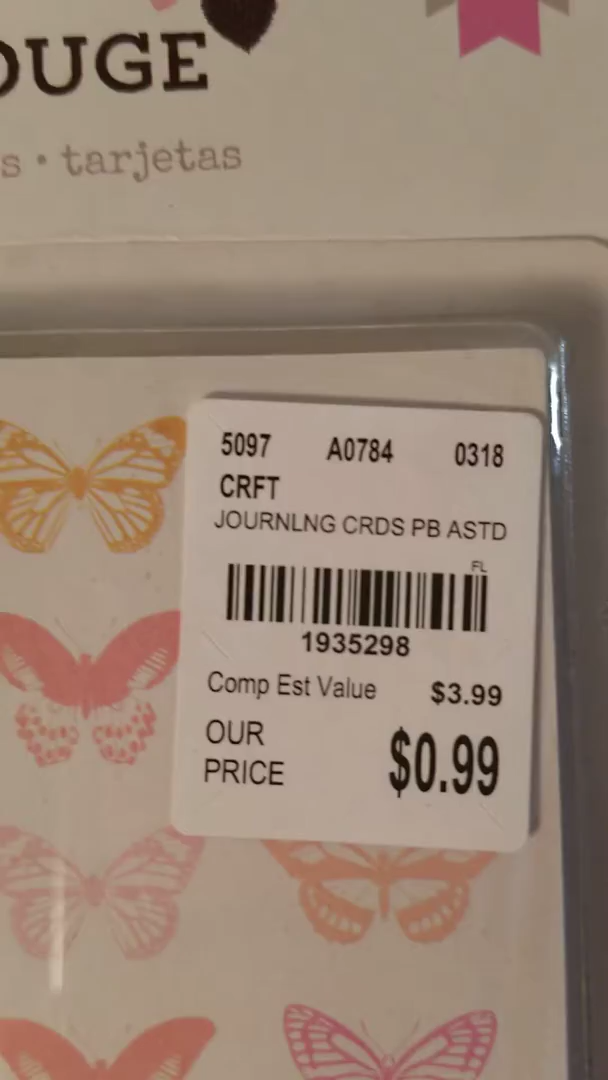 OUGE
s • tarjetas
5097 A0784 0318
CRFT
JOURNLNG CRDS PB ASTD
FL
1935298
Comp Est Value $3.99
OUR
PRICE $0.99